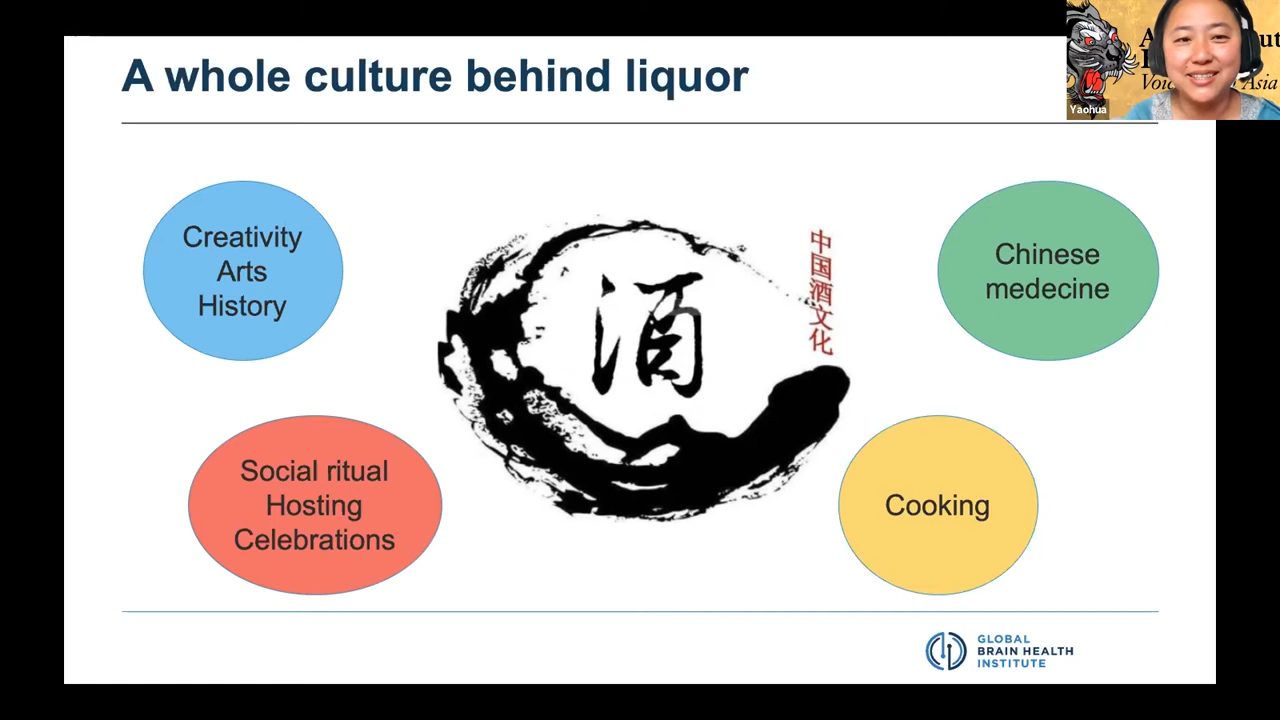 A whole culture behind liquor
Yaohua
Creativity
Arts
History
酒
中国酒文化
Chinese
medecine
Social ritual
Hosting
Celebrations
Cooking
GLOBAL
BRAIN HEALTH
INSTITUTE